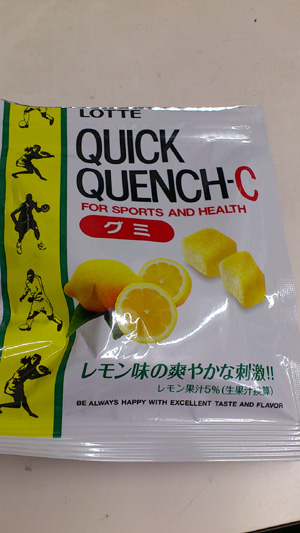 LOTTE
QUICK
QUENCH-C
FOR SPORTS AND HEALTH
グミ
レモン味の爽やかな刺激!!
レモン果汁5%(生果汁換算)
BE ALWAYS HAPPY WITH EXCELLENT TASTE AND FLAVOR